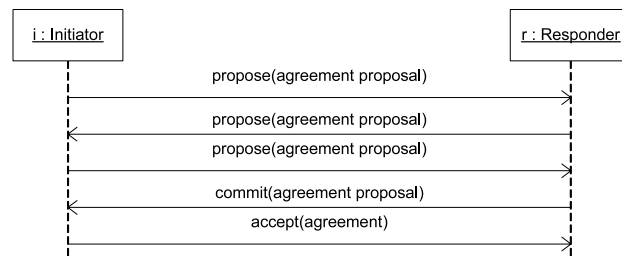 i : Initiator
r : Responder
propose(agreement proposal)
propose(agreement proposal)
propose(agreement proposal)
commit(agreement proposal)
accept(agreement)